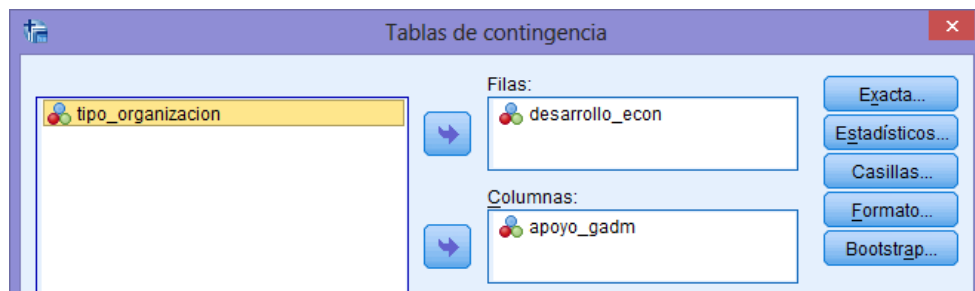 Tablas de contingencia
tipo_organizacion
Filas:
desarrollo_econ
Columnas:
apoyo_gadm
Exacta...
Estadísticos...
Casillas...
Formato...
Bootstrap...